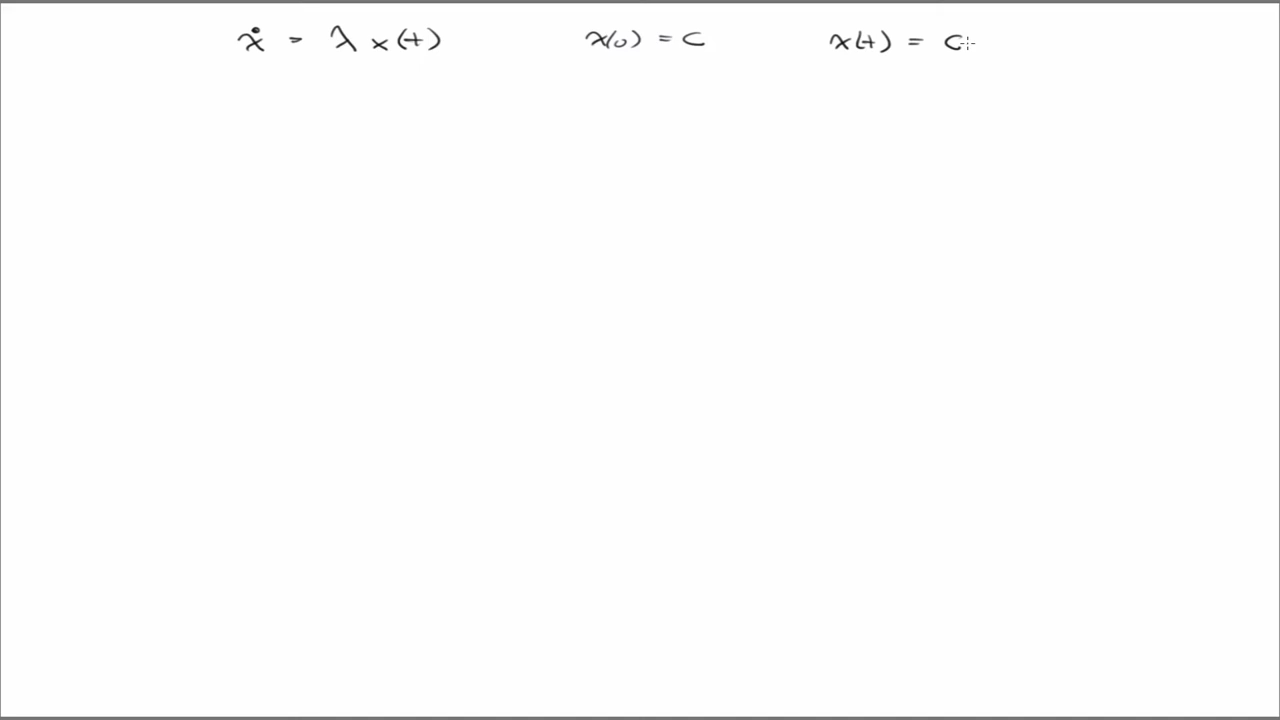 ẋ = λ x(t) x(0) = c x(t) = c